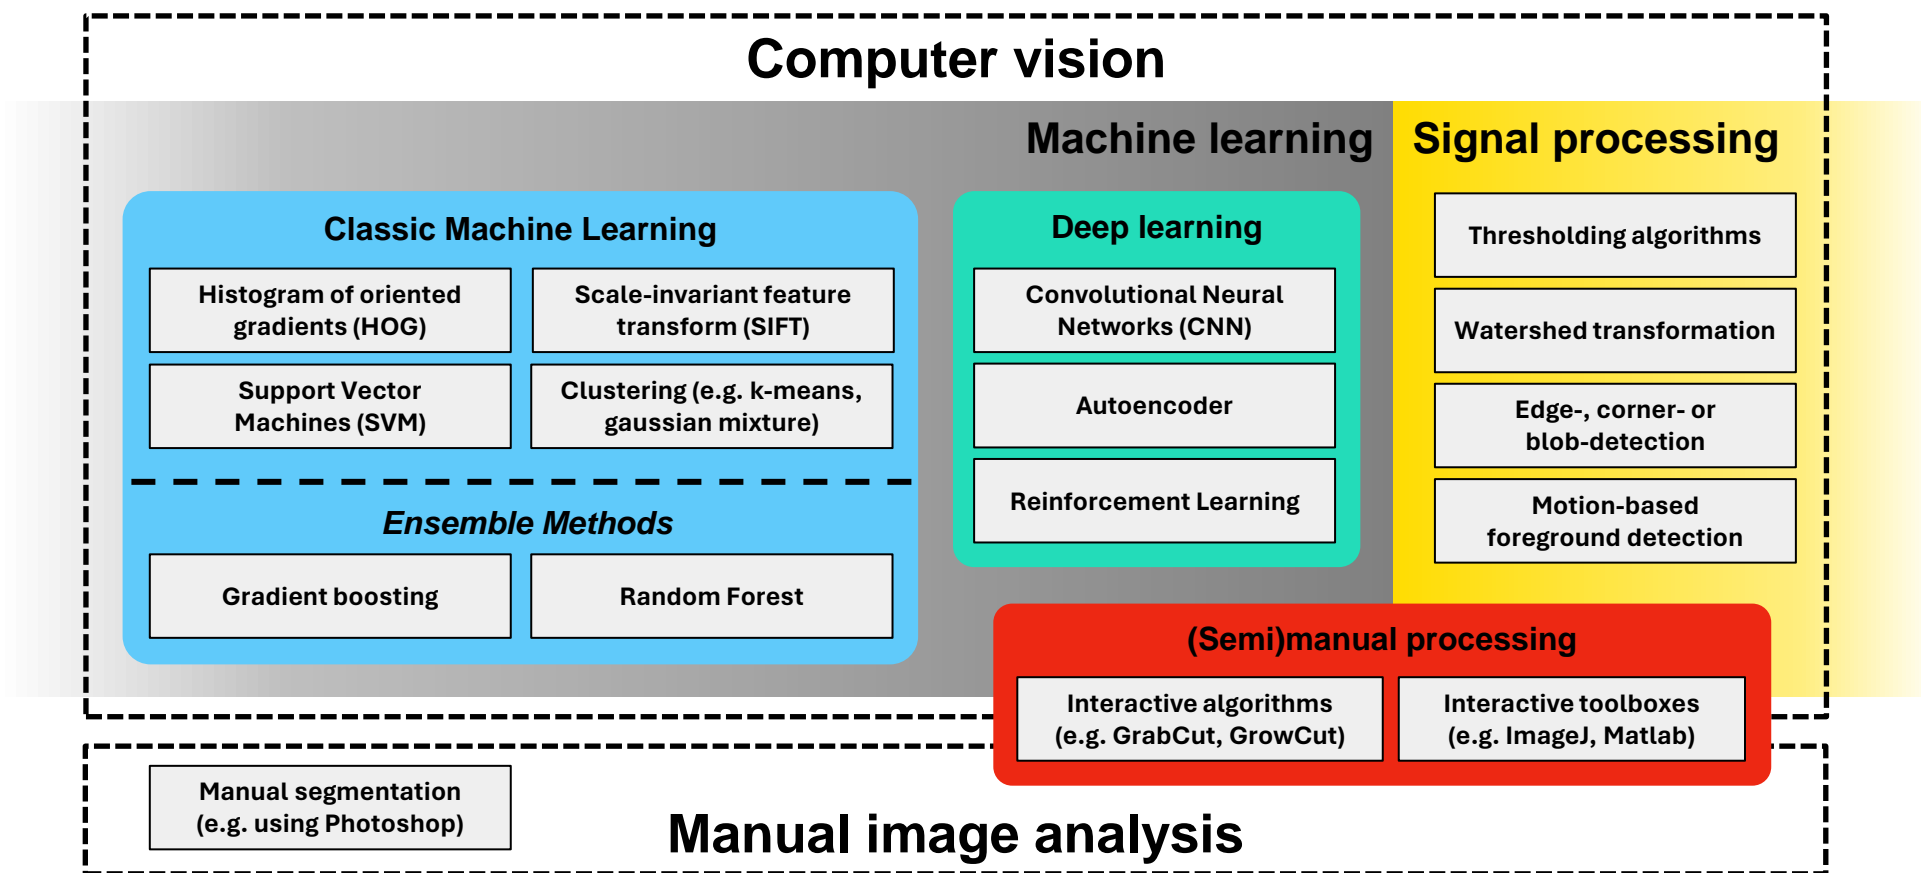 Computer vision
Machine learning
Signal processing
Classic Machine Learning
Histogram of oriented
gradients (HOG)
Scale-invariant feature
transform (SIFT)
Support Vector
Machines (SVM)
Clustering (e.g. k-means,
gaussian mixture)
Ensemble Methods
Gradient boosting
Random Forest
Deep learning
Convolutional Neural
Networks (CNN)
Autoencoder
Reinforcement Learning
Thresholding algorithms
Watershed transformation
Edge-, corner- or
blob-detection
Motion-based
foreground detection
(Semi)manual processing
Interactive algorithms
(e.g. GrabCut, GrowCut)
Interactive toolboxes
(e.g. ImageJ, Matlab)
Manual segmentation
(e.g. using Photoshop)
Manual image analysis